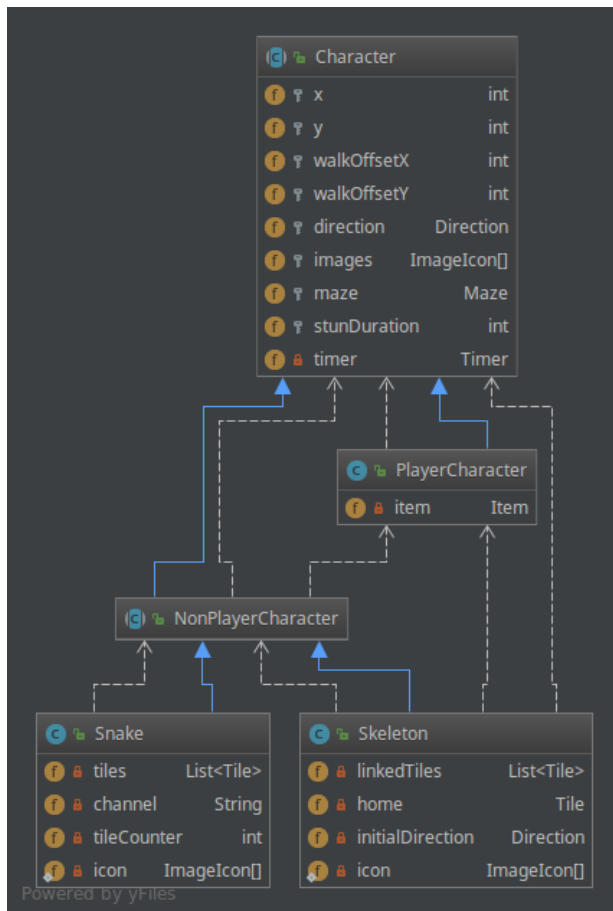 Character
x int
y int
walkOffsetX int
walkOffsetY int
direction Direction
images ImageIcon[]
maze Maze
stunDuration int
timer Timer
PlayerCharacter
item Item
NonPlayerCharacter
Snake
tiles List<Tile>
channel String
tileCounter int
icon ImageIcon[]
Skeleton
linkedTiles List<Tile>
home Tile
initialDirection Direction
icon ImageIcon[]
Powered by yFiles